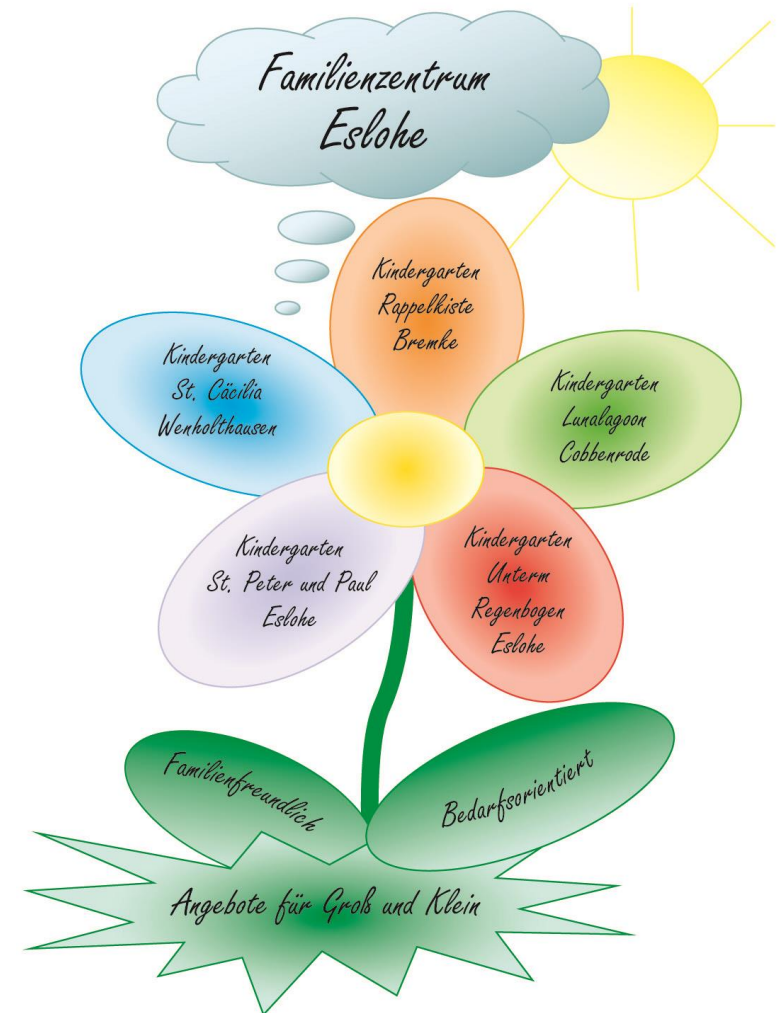 Familienzentrum
Eslohe
Kindergarten
Rappelkiste
Bremke
Kindergarten
St. Cäcilia
Wenholthausen
Kindergarten
Lunalagoon
Cobbenrode
Kindergarten
St. Peter und Paul
Eslohe
Kindergarten
Unterm
Regenbogen
Eslohe
Familienfreundlich
Bedarfsorientiert
Angebote für Groß und Klein